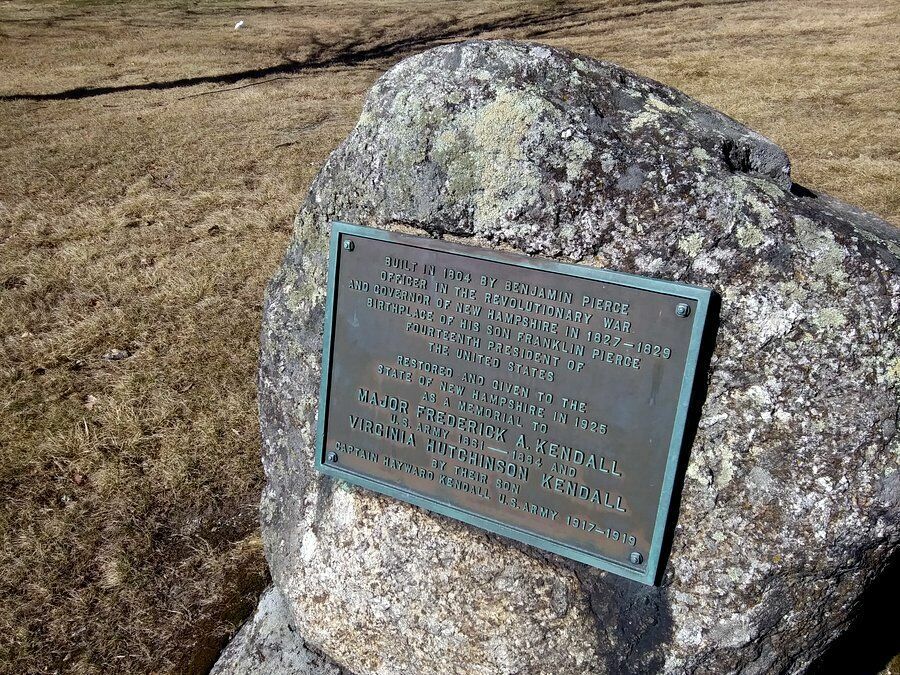 BUILT IN 1804 BY BENJAMIN PIERCE
OFFICER IN THE REVOLUTIONARY WAR
AND GOVERNOR OF NEW HAMPSHIRE IN 1827-1829
BIRTHPLACE OF HIS SON FRANKLIN PIERCE
FOURTEENTH PRESIDENT OF
THE UNITED STATES
RESTORED AND GIVEN TO THE
STATE OF NEW HAMPSHIRE IN 1925
AS A MEMORIAL TO
MAJOR FREDERICK A. KENDALL
U.S. ARMY 1861-1884 AND
VIRGINIA HUTCHINSON KENDALL
BY THEIR SON
CAPTAIN HAYWARD KENDALL U.S. ARMY 1917-1919